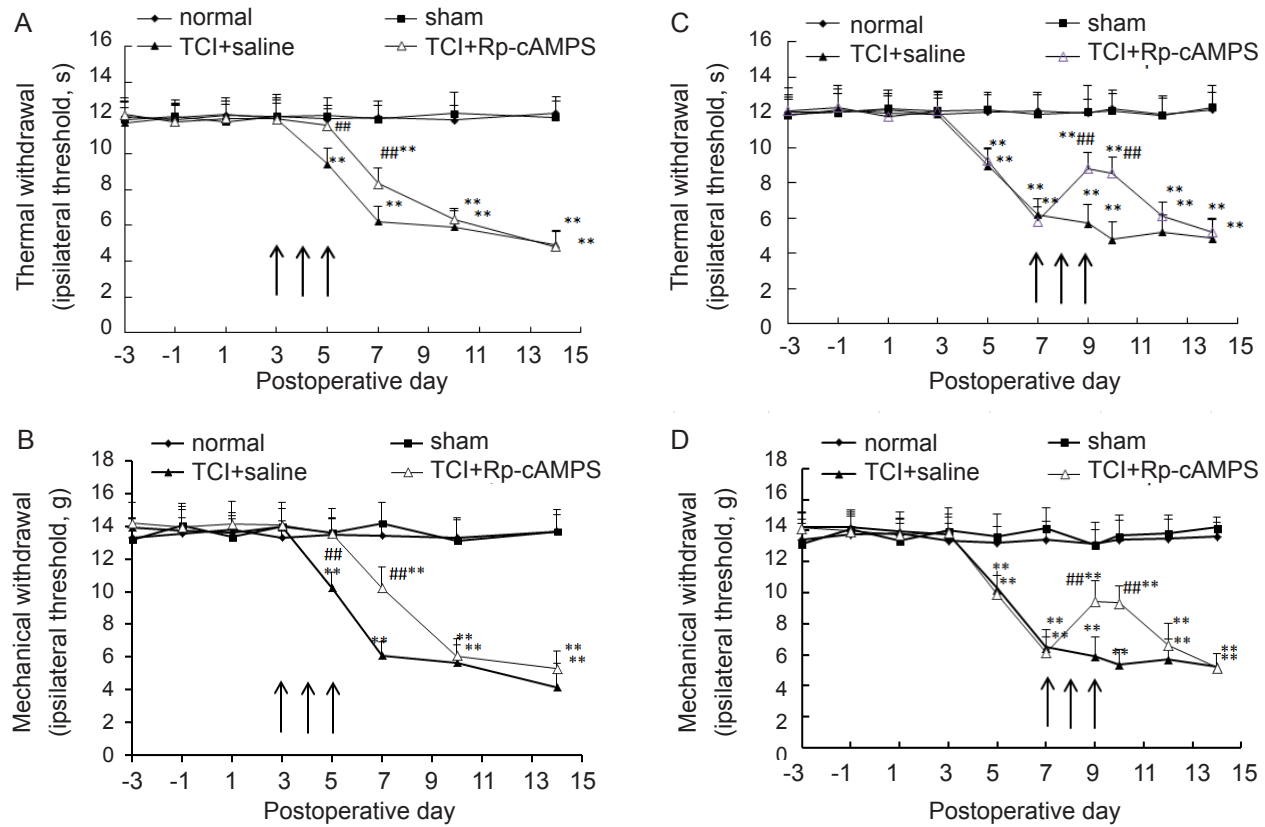 A
normal
sham
TCI+saline
TCI+Rp-cAMPS
Thermal withdrawal
(ipsilateral threshold, s)
16
14
12
10
8
6
4
2
0
##
**
##**
**
**
**
**
**
-3 -1 1 3 5 7 9 11 13 15
Postoperative day
C
normal
sham
TCI+saline
TCI+Rp-cAMPS
Thermal withdrawal
(ipsilateral threshold, s)
16
14
12
10
8
6
4
2
0
**
**
**
**
**##
**
**##
**
**
**
**
**
-3 -1 1 3 5 7 9 11 13 15
Postoperative day
B
normal
sham
TCI+saline
TCI+Rp-cAMPS
Mechanical withdrawal
(ipsilateral threshold, g)
18
16
14
12
10
8
6
4
2
0
##
**
##**
**
**
**
**
**
-3 -1 1 3 5 7 9 11 13 15
Postoperative day
D
normal
sham
TCI+saline
TCI+Rp-cAMPS
Mechanical withdrawal
(ipsilateral threshold, g)
18
16
14
12
10
8
6
4
2
0
**
**
**
**
##**
**
##**
**
**
**
**
**
-3 -1 1 3 5 7 9 11 13 15
Postoperative day